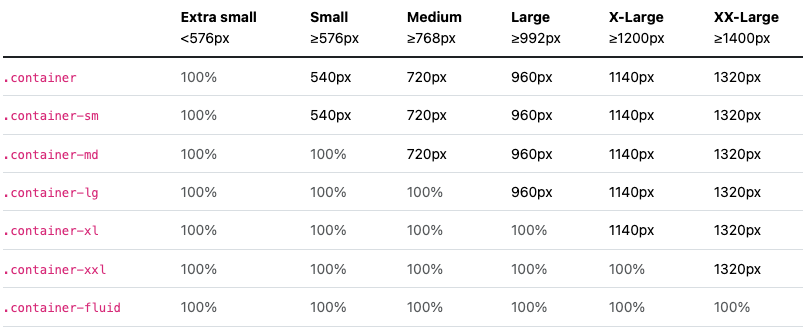 Extra small Small Medium Large X-Large XX-Large
<576px ≥576px ≥768px ≥992px ≥1200px ≥1400px
.container 100% 540px 720px 960px 1140px 1320px
.container-sm 100% 540px 720px 960px 1140px 1320px
.container-md 100% 100% 720px 960px 1140px 1320px
.container-lg 100% 100% 100% 960px 1140px 1320px
.container-xl 100% 100% 100% 100% 1140px 1320px
.container-xxl 100% 100% 100% 100% 100% 1320px
.container-fluid 100% 100% 100% 100% 100% 100%